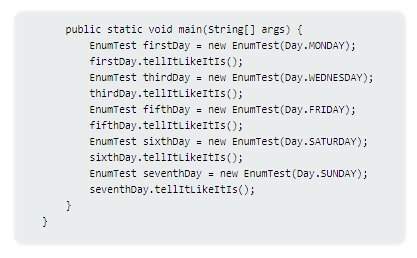 public static void main(String[] args) {
EnumTest firstDay = new EnumTest(Day.MONDAY);
firstDay.tellItLikeItIs();
EnumTest thirdDay = new EnumTest(Day.WEDNESDAY);
thirdDay.tellItLikeItIs();
EnumTest fifthDay = new EnumTest(Day.FRIDAY);
fifthDay.tellItLikeItIs();
EnumTest sixthDay = new EnumTest(Day.SATURDAY);
sixthDay.tellItLikeItIs();
EnumTest seventhDay = new EnumTest(Day.SUNDAY);
seventhDay.tellItLikeItIs();
}
}